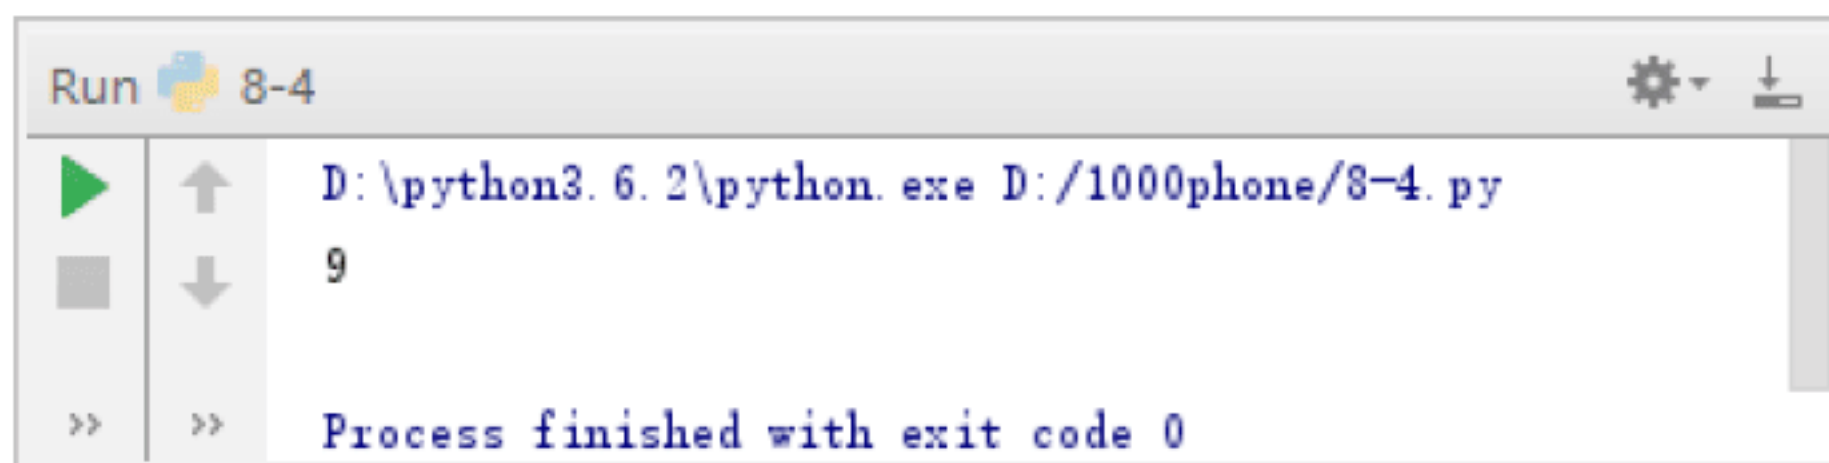 Run 8-4
D:\python3.6.2\python.exe D:/1000phone/8-4.py
9
Process finished with exit code 0